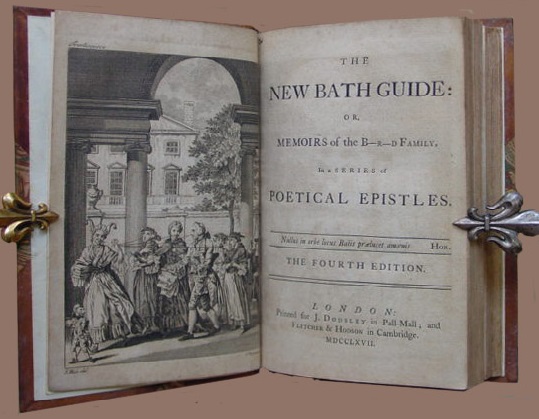 Frontispiece
THE
NEW BATH GUIDE:
OR,
MEMOIRS of the B—R—D FAMILY.
In a SERIES of
POETICAL EPISTLES.
Nullus in orbe locus Baiis prælucet amœnis HOR.
THE FOURTH EDITION.
LONDON:
Printed for J. DODSLEY in Pall-Mall, and
FLETCHER & HODSON in Cambridge.
MDCCLXVII.